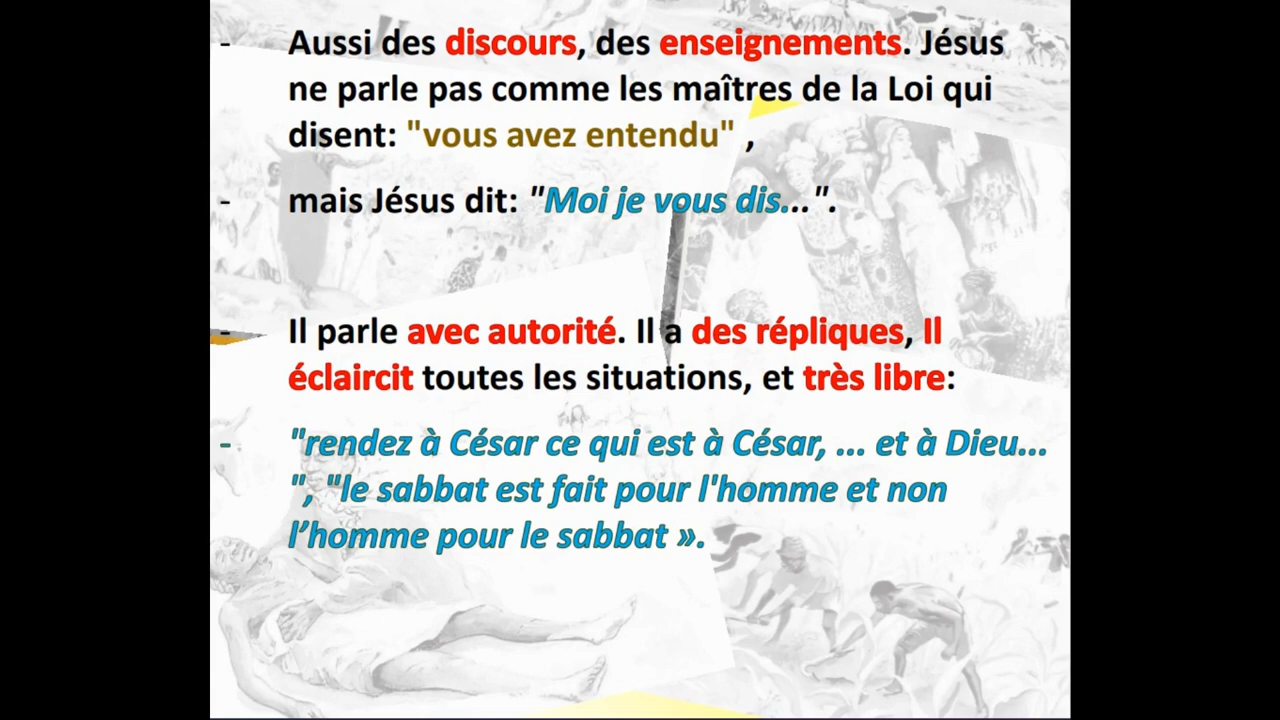 - Aussi des discours, des enseignements. Jésus
ne parle pas comme les maîtres de la Loi qui
disent: "vous avez entendu" ,
- mais Jésus dit: "Moi je vous dis...".
- Il parle avec autorité. Il a des répliques, Il
éclaircit toutes les situations, et très libre:
- "rendez à César ce qui est à César, ... et à Dieu...
", "le sabbat est fait pour l'homme et non
l’homme pour le sabbat ».